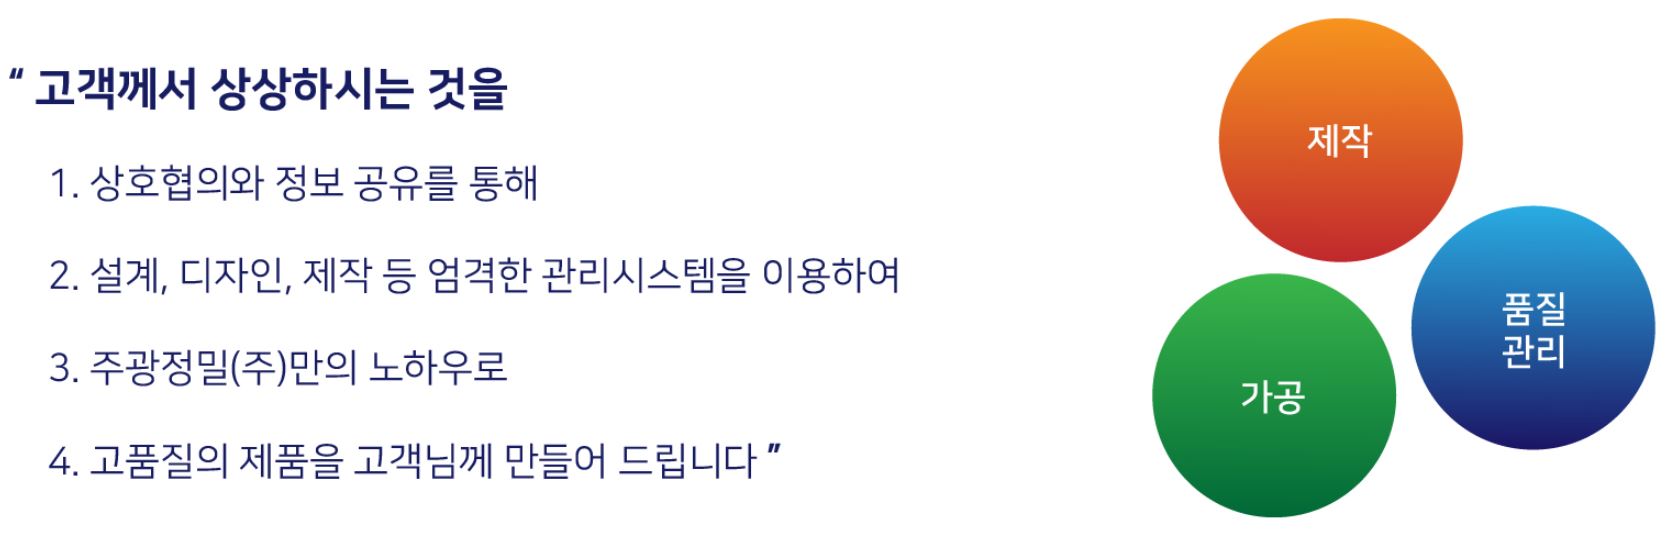 “ 고객께서 상상하시는 것을
1. 상호협의와 정보 공유를 통해
2. 설계, 디자인, 제작 등 엄격한 관리시스템을 이용하여
3. 주광정밀(주)만의 노하우로
4. 고품질의 제품을 고객님께 만들어 드립니다 ”
제작
품질
관리
가공